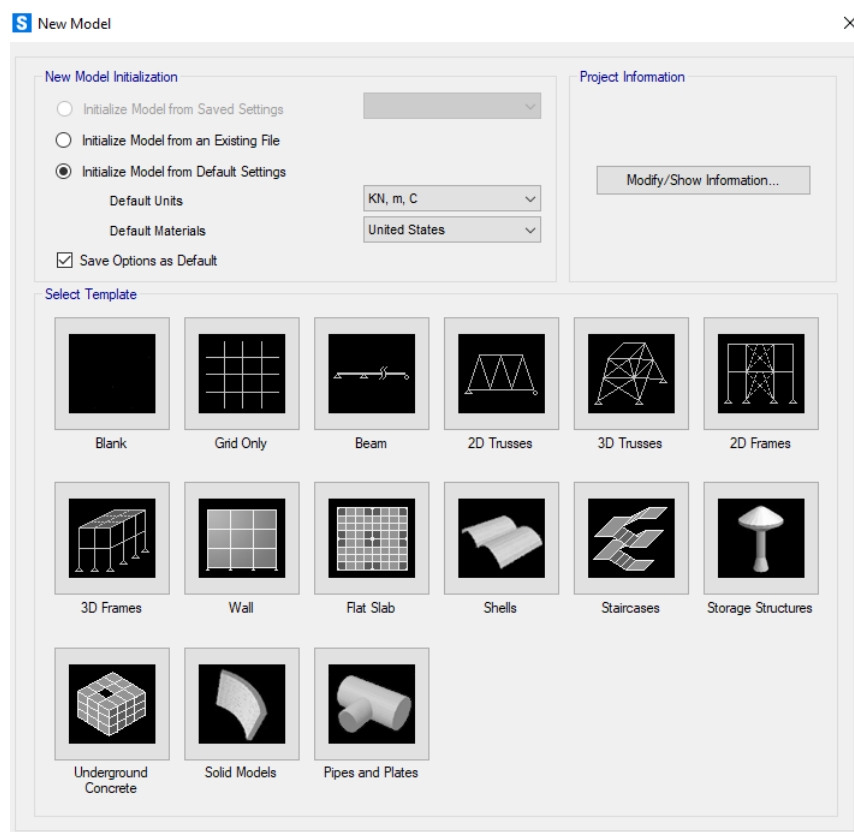 S New Model
New Model Initialization
Project Information
Initialize Model from Saved Settings
Initialize Model from an Existing File
Initialize Model from Default Settings
Modify/Show Information...
Default Units
KN, m, C
Default Materials
United States
Save Options as Default
Select Template
Blank
Grid Only
Beam
2D Trusses
3D Trusses
2D Frames
3D Frames
Wall
Flat Slab
Shells
Staircases
Storage Structures
Underground
Concrete
Solid Models
Pipes and Plates